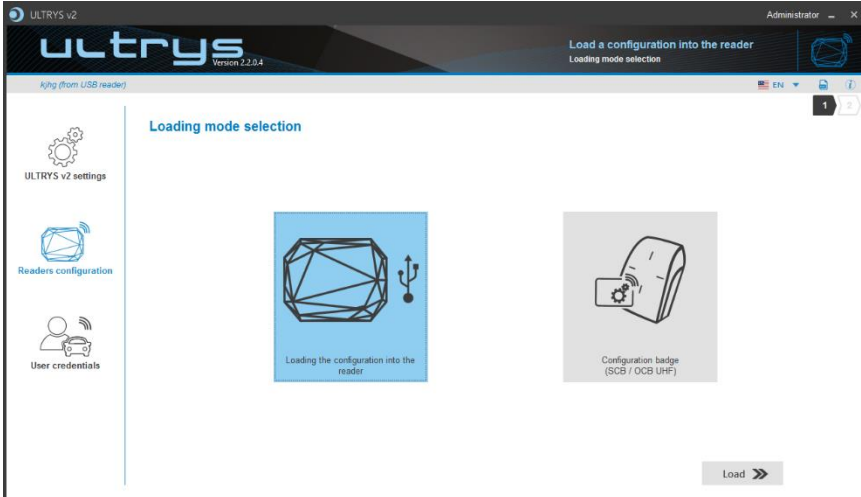 ULTRYS v2
Administrator
ultrys
Version 2.2.0.4
Load a configuration into the reader
Loading mode selection
kjhg (from USB reader)
EN
1
2
Loading mode selection
ULTRYS v2 settings
Readers configuration
User credentials
Loading the configuration into the
reader
Configuration badge
(SCB / OCB UHF)
Load